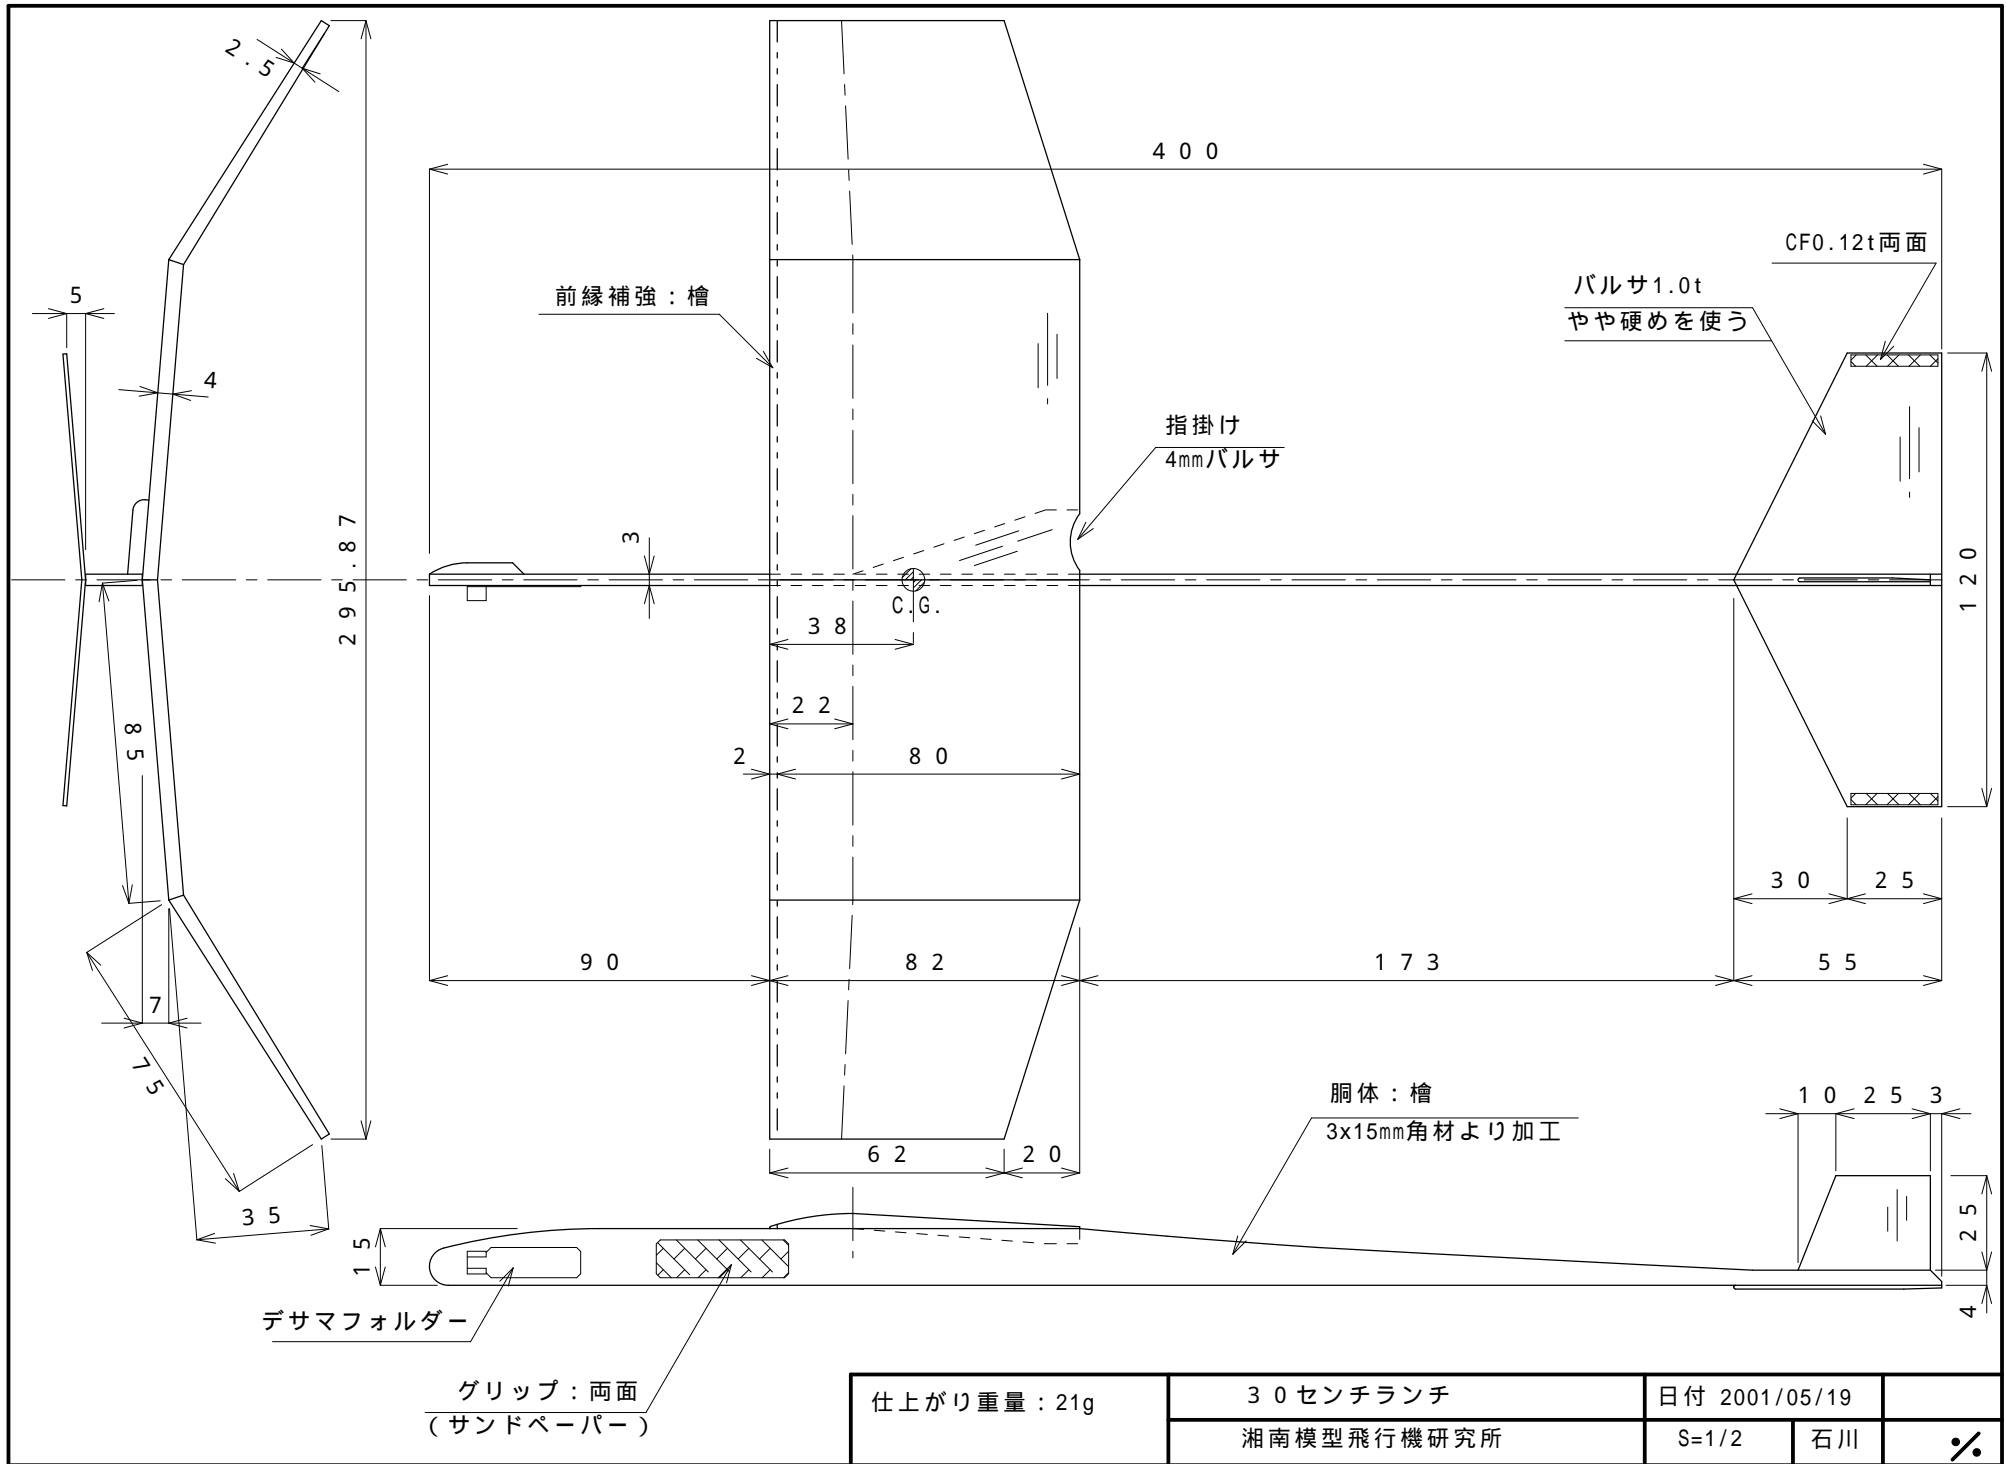 2.5
400
CF0.12t両面
バルサ1.0t
やや硬めを使う
5
前縁補強：檜
4
指掛け
4mmバルサ
295.87
3
120
C.G.
38
22
85
2
80
30
25
90
82
173
55
7
75
胴体：檜
3x15mm角材より加工
10
25
3
62
20
35
15
25
4
デサマフォルダー
グリップ：両面
（サンドペーパー）
仕上がり重量：21g
３０センチランチ
日付 2001/05/19
湘南模型飛行機研究所
S=1/2
石川